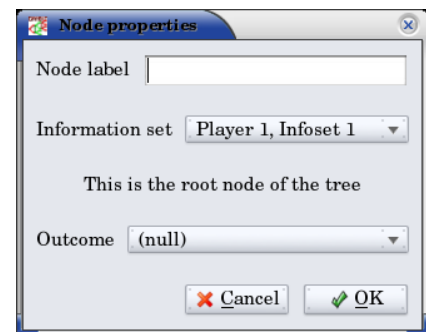 Node properties
Node label
Information set Player 1, Infoset 1
This is the root node of the tree
Outcome (null)
Cancel OK